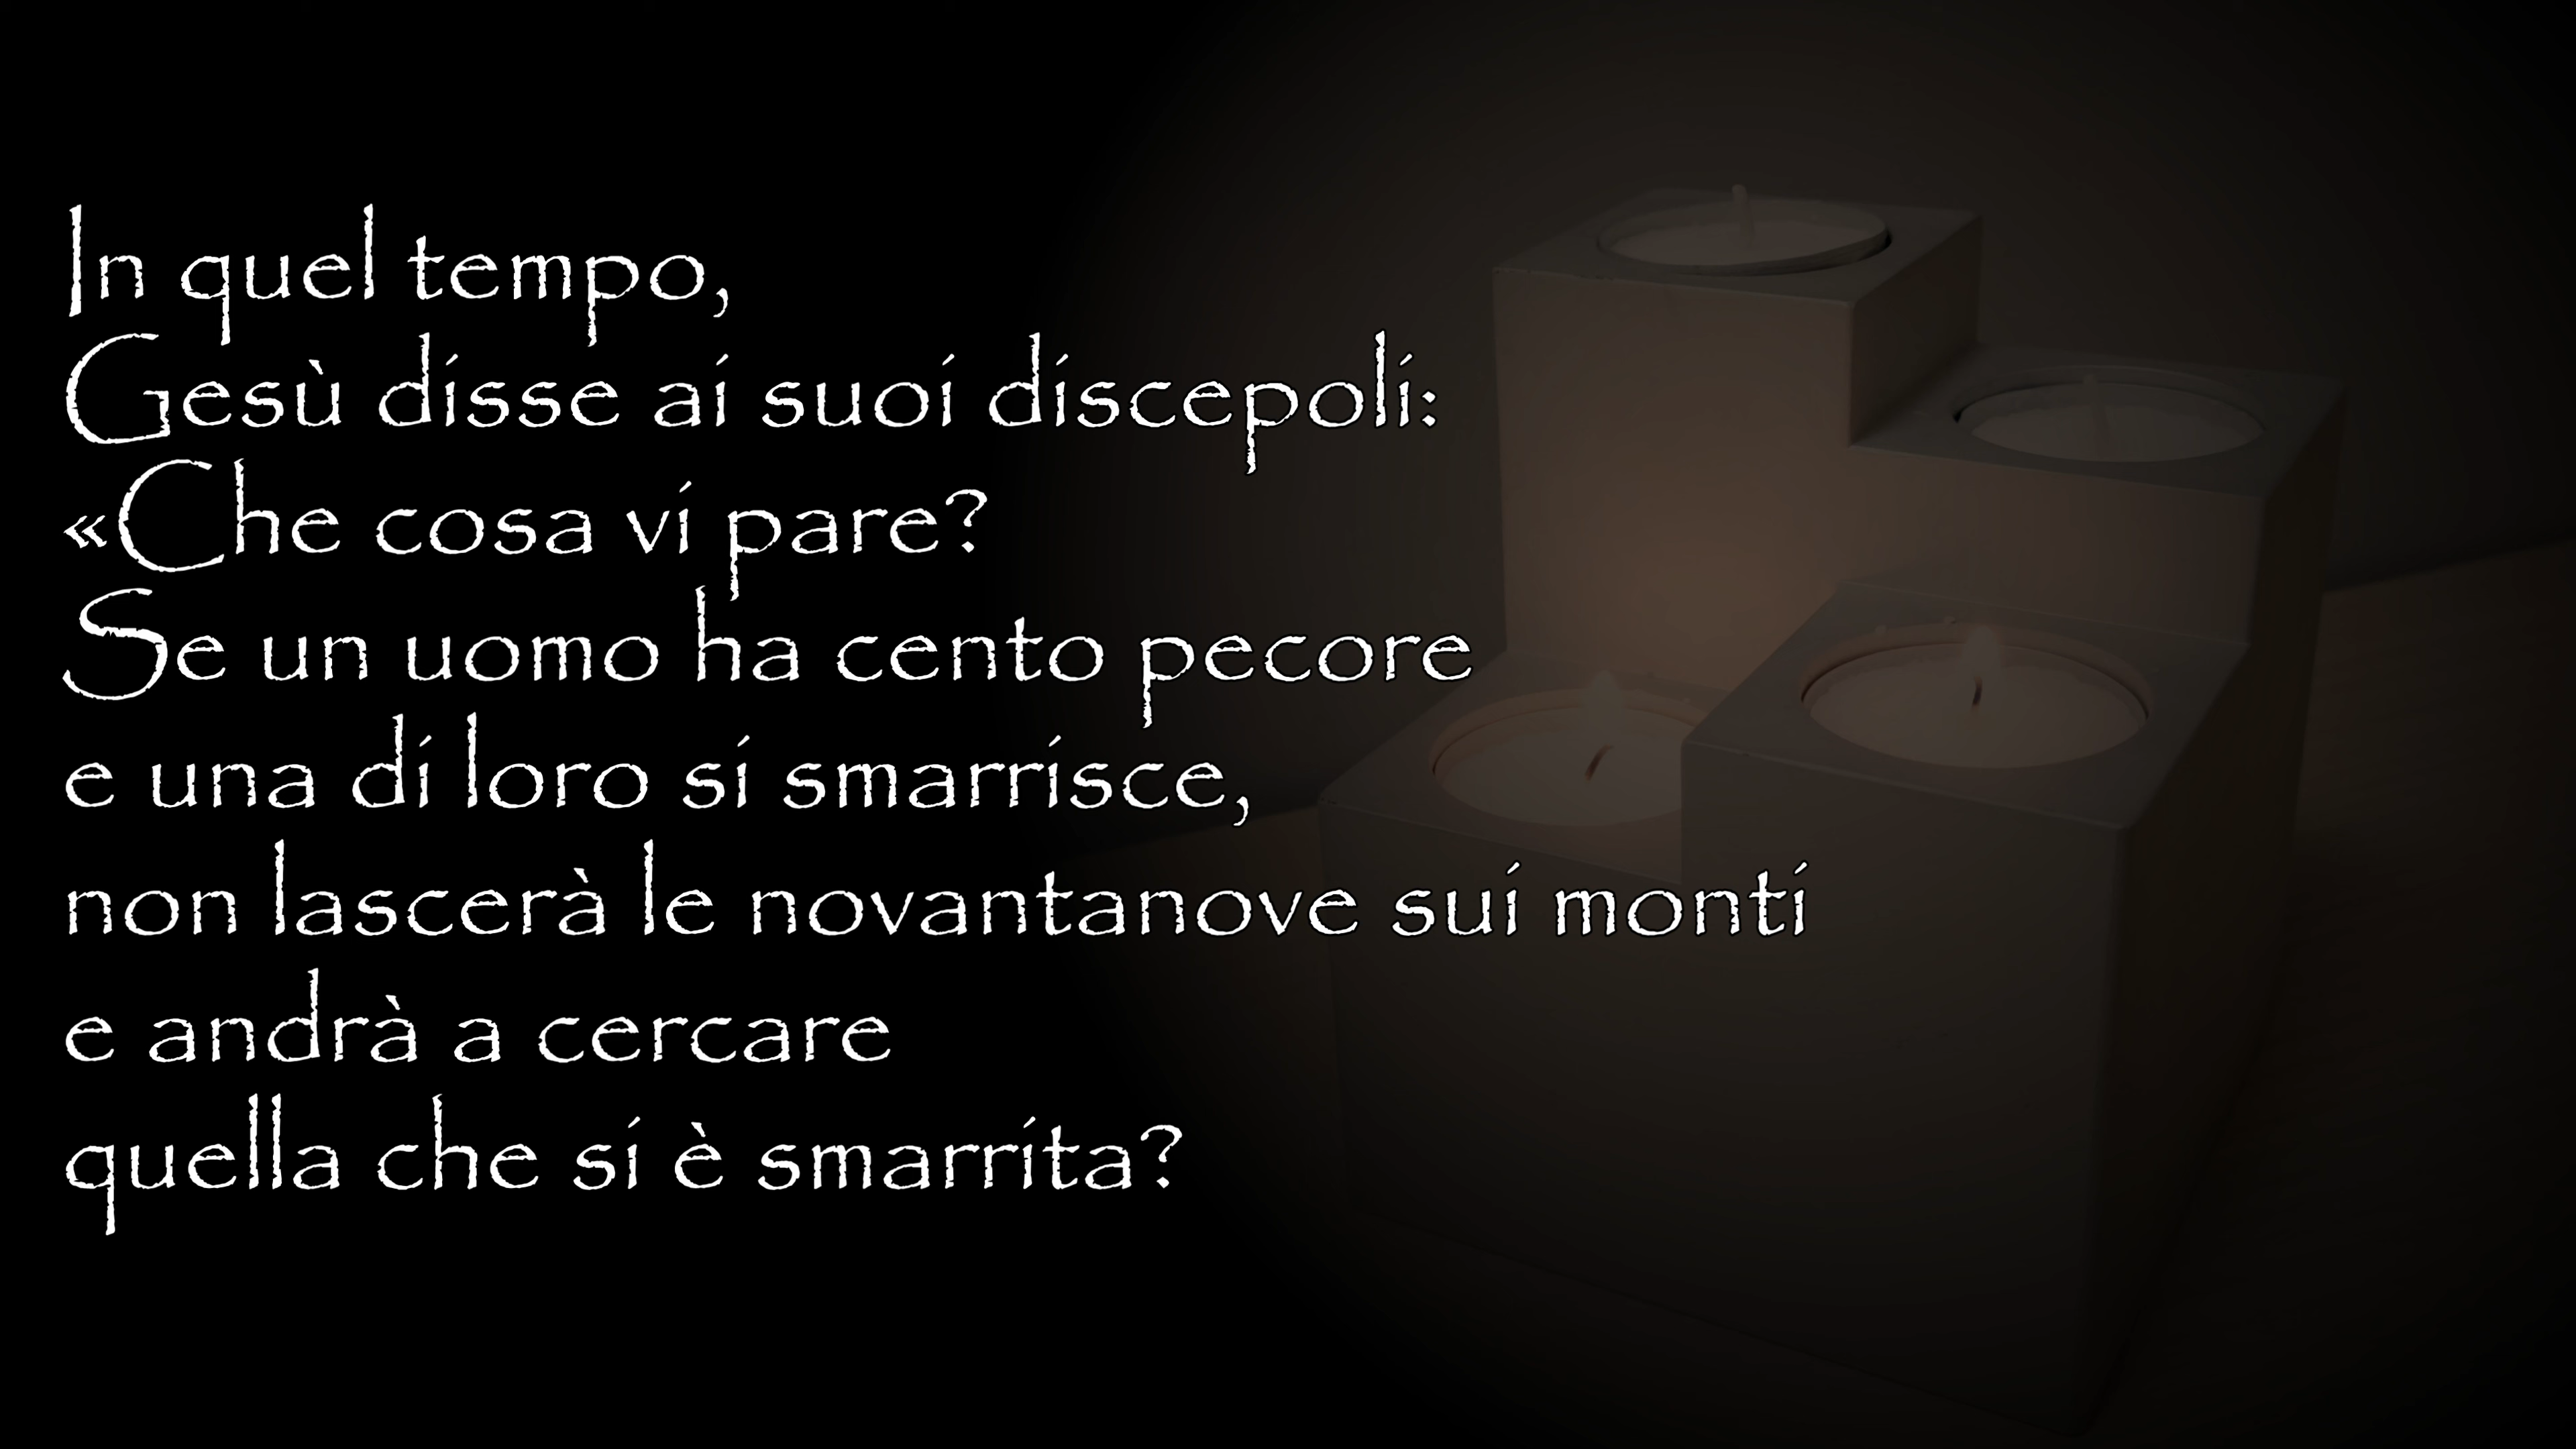 In quel tempo,
Gesù disse ai suoi discepoli:
«Che cosa vi pare?
Se un uomo ha cento pecore
e una di loro si smarrisce,
non lascerà le novantanove sui monti
e andrà a cercare
quella che si è smarrita?